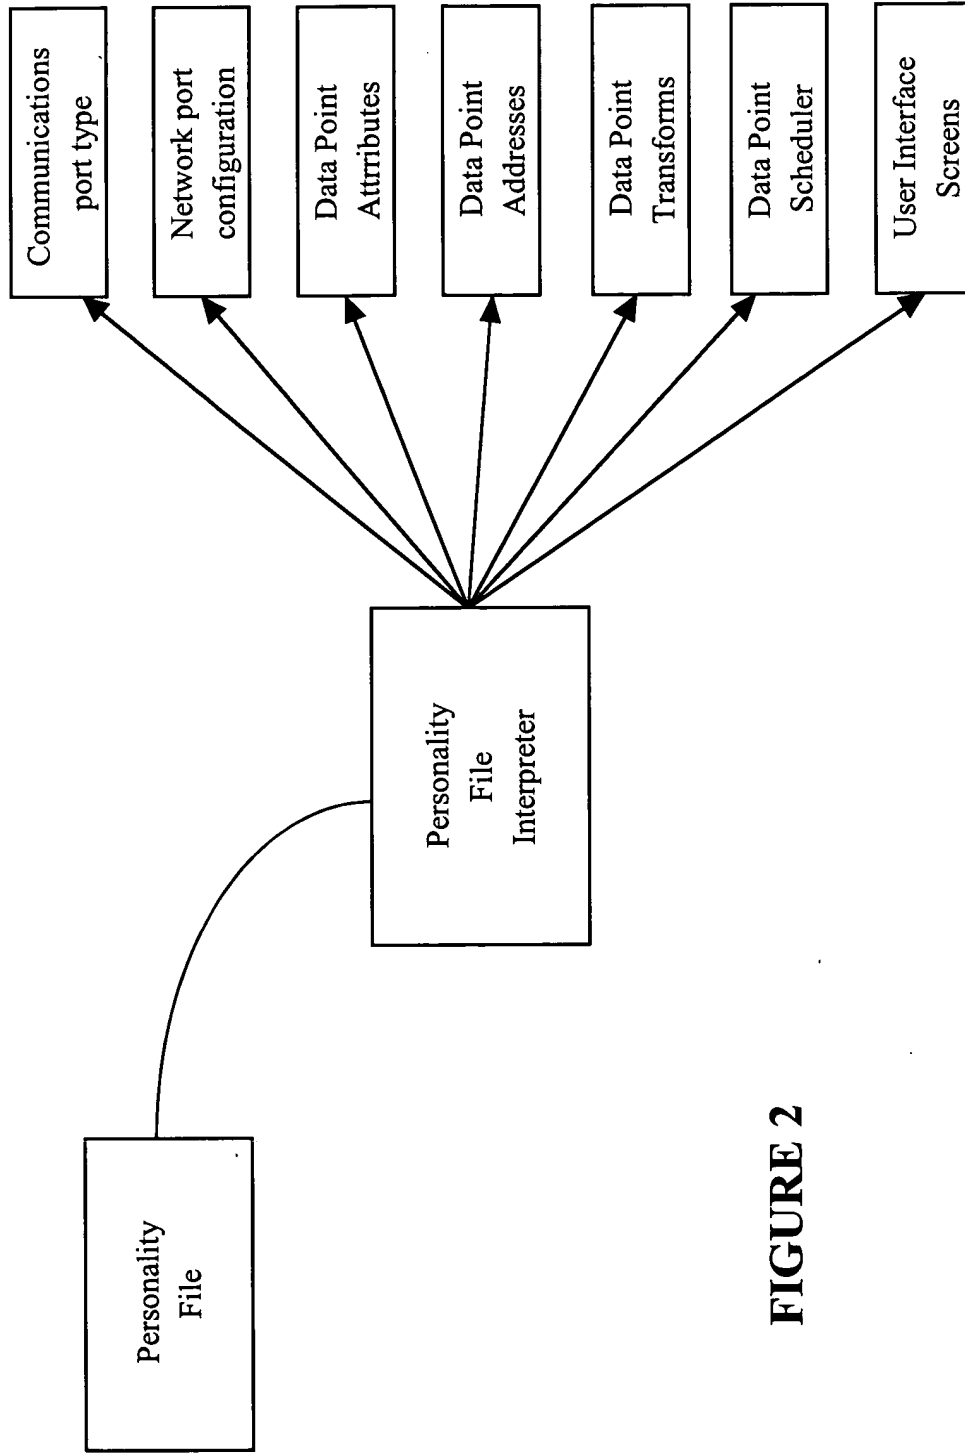 Personality
File
Personality
File
Interpreter
Communications
port type
Network port
configuration
Data Point
Attrributes
Data Point
Addresses
Data Point
Transforms
Data Point
Scheduler
User Interface
Screens
FIGURE 2